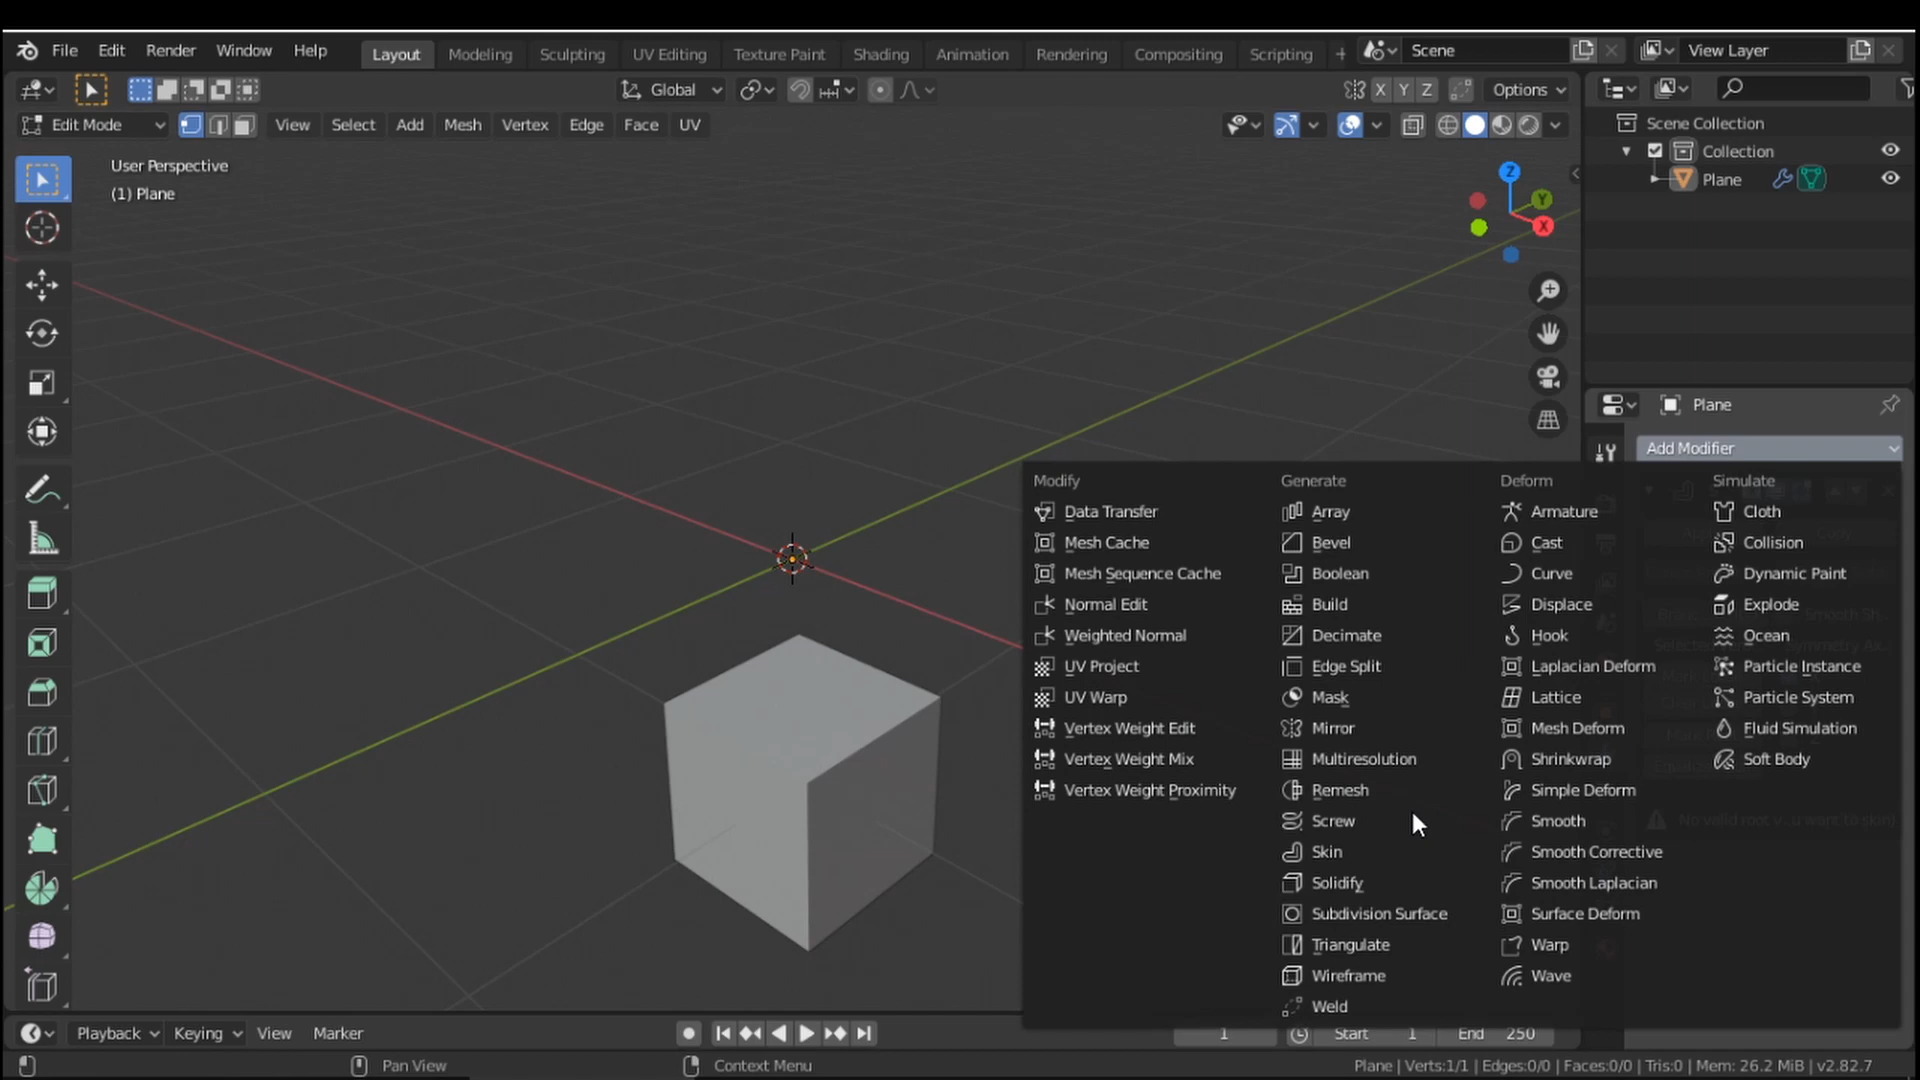 File Edit Render Window Help Layout Modeling Sculpting UV Editing Texture Paint Shading Animation Rendering Compositing Scripting + Scene View Layer
Global X Y Z Options
Edit Mode View Select Add Mesh Vertex Edge Face UV
Scene Collection
Collection
Plane
User Perspective
(1) Plane
Z
Y
X
Plane
Add Modifier
Modify
Data Transfer
Mesh Cache
Mesh Sequence Cache
Normal Edit
Weighted Normal
UV Project
UV Warp
Vertex Weight Edit
Vertex Weight Mix
Vertex Weight Proximity
Generate
Array
Bevel
Boolean
Build
Decimate
Edge Split
Mask
Mirror
Multiresolution
Remesh
Screw
Skin
Solidify
Subdivision Surface
Triangulate
Wireframe
Weld
Deform
Armature
Cast
Curve
Displace
Hook
Laplacian Deform
Lattice
Mesh Deform
Shrinkwrap
Simple Deform
Smooth
Smooth Corrective
Smooth Laplacian
Surface Deform
Warp
Wave
Simulate
Cloth
Collision
Dynamic Paint
Explode
Ocean
Particle Instance
Particle System
Fluid Simulation
Soft Body
Playback Keying View Marker 1 Start 1 End 250
Pan View Context Menu Plane | Verts:1/1 | Edges:0/0 | Faces:0/0 | Tris:0 | Mem: 26.2 MiB | v2.82.7